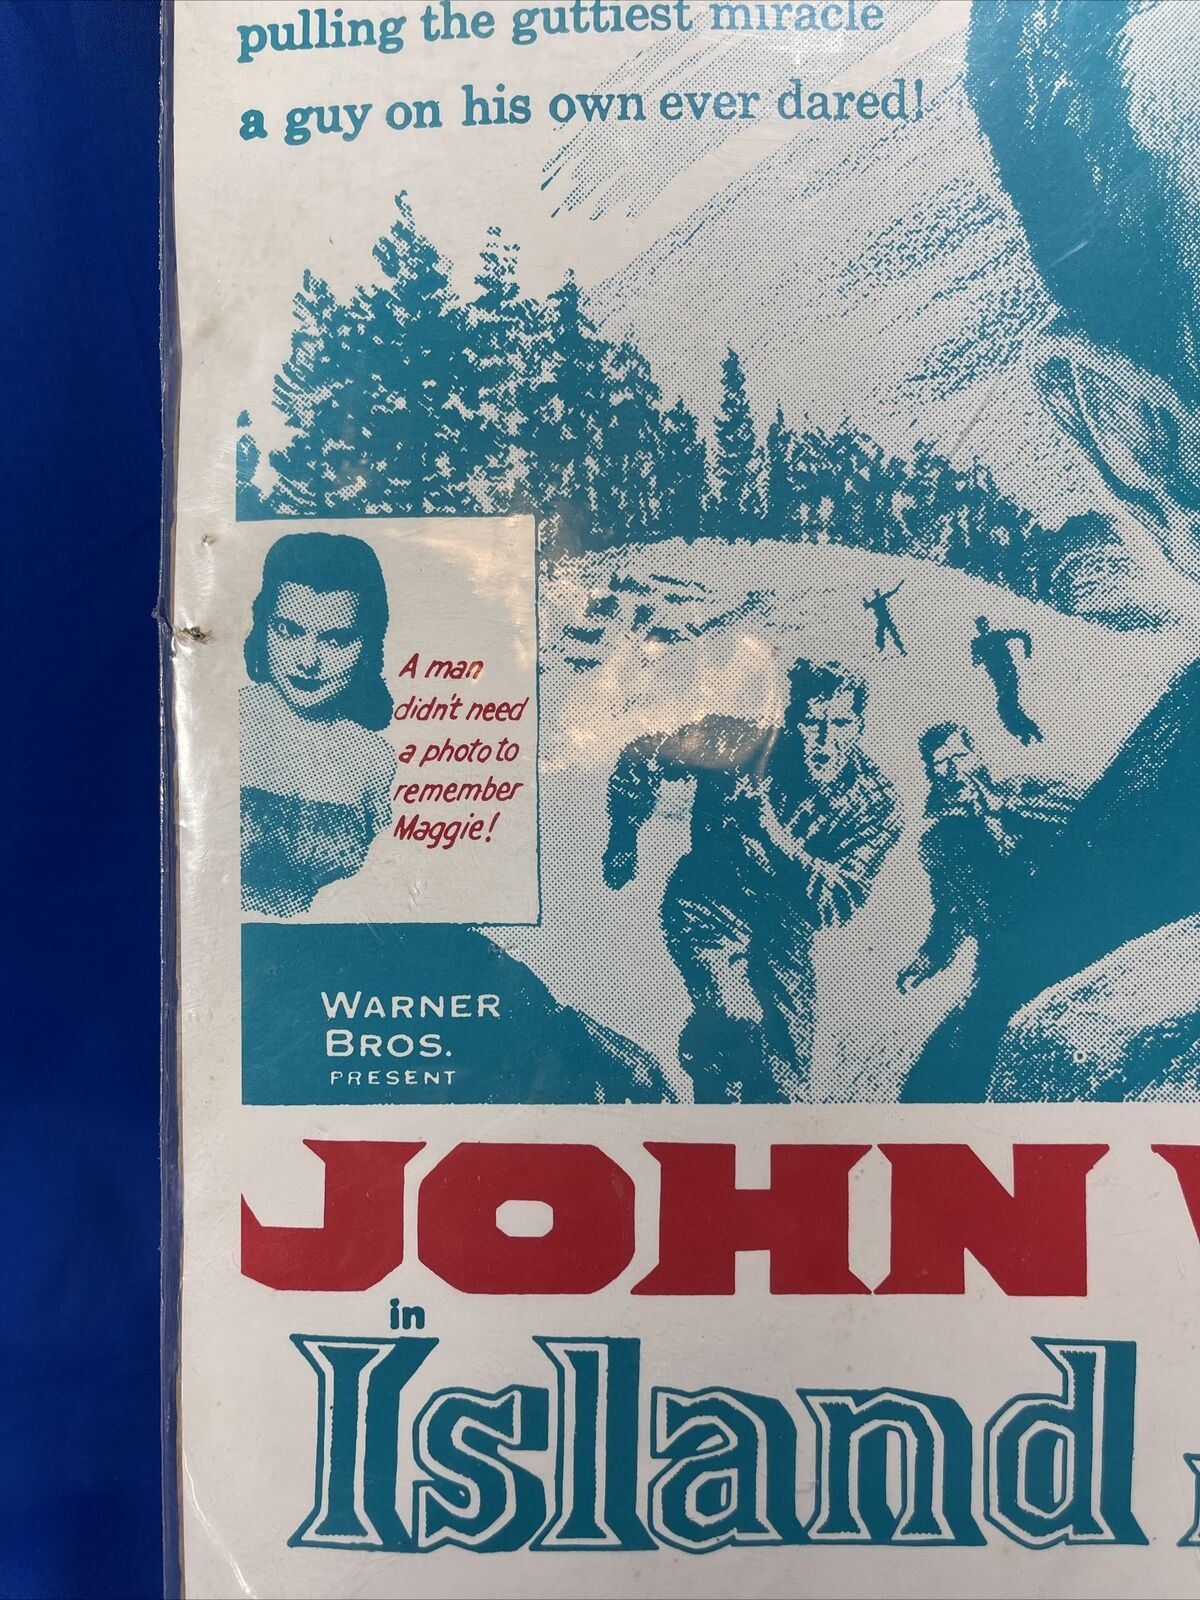 pulling the guttiest miracle
a guy on his own ever dared!
A man
didn't need
a photo to
remember
Maggie!
WARNER
BROS.
PRESENT
JOHN
in
Island